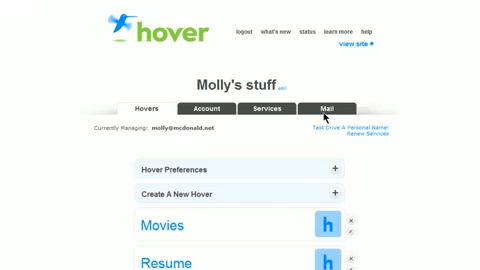 hover
logout what's new status learn more help
view site
Molly's stuff edit
Hovers Account Services Mail
Currently Managing: molly@mcdonald.net
Test Drive A Personal Name!
Renew Services
Hover Preferences +
Create A New Hover +
Movies h
Resume h